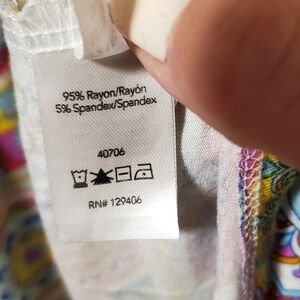 95% Rayon/Rayón
5% Spandex/Spandex
40706
RN# 129406